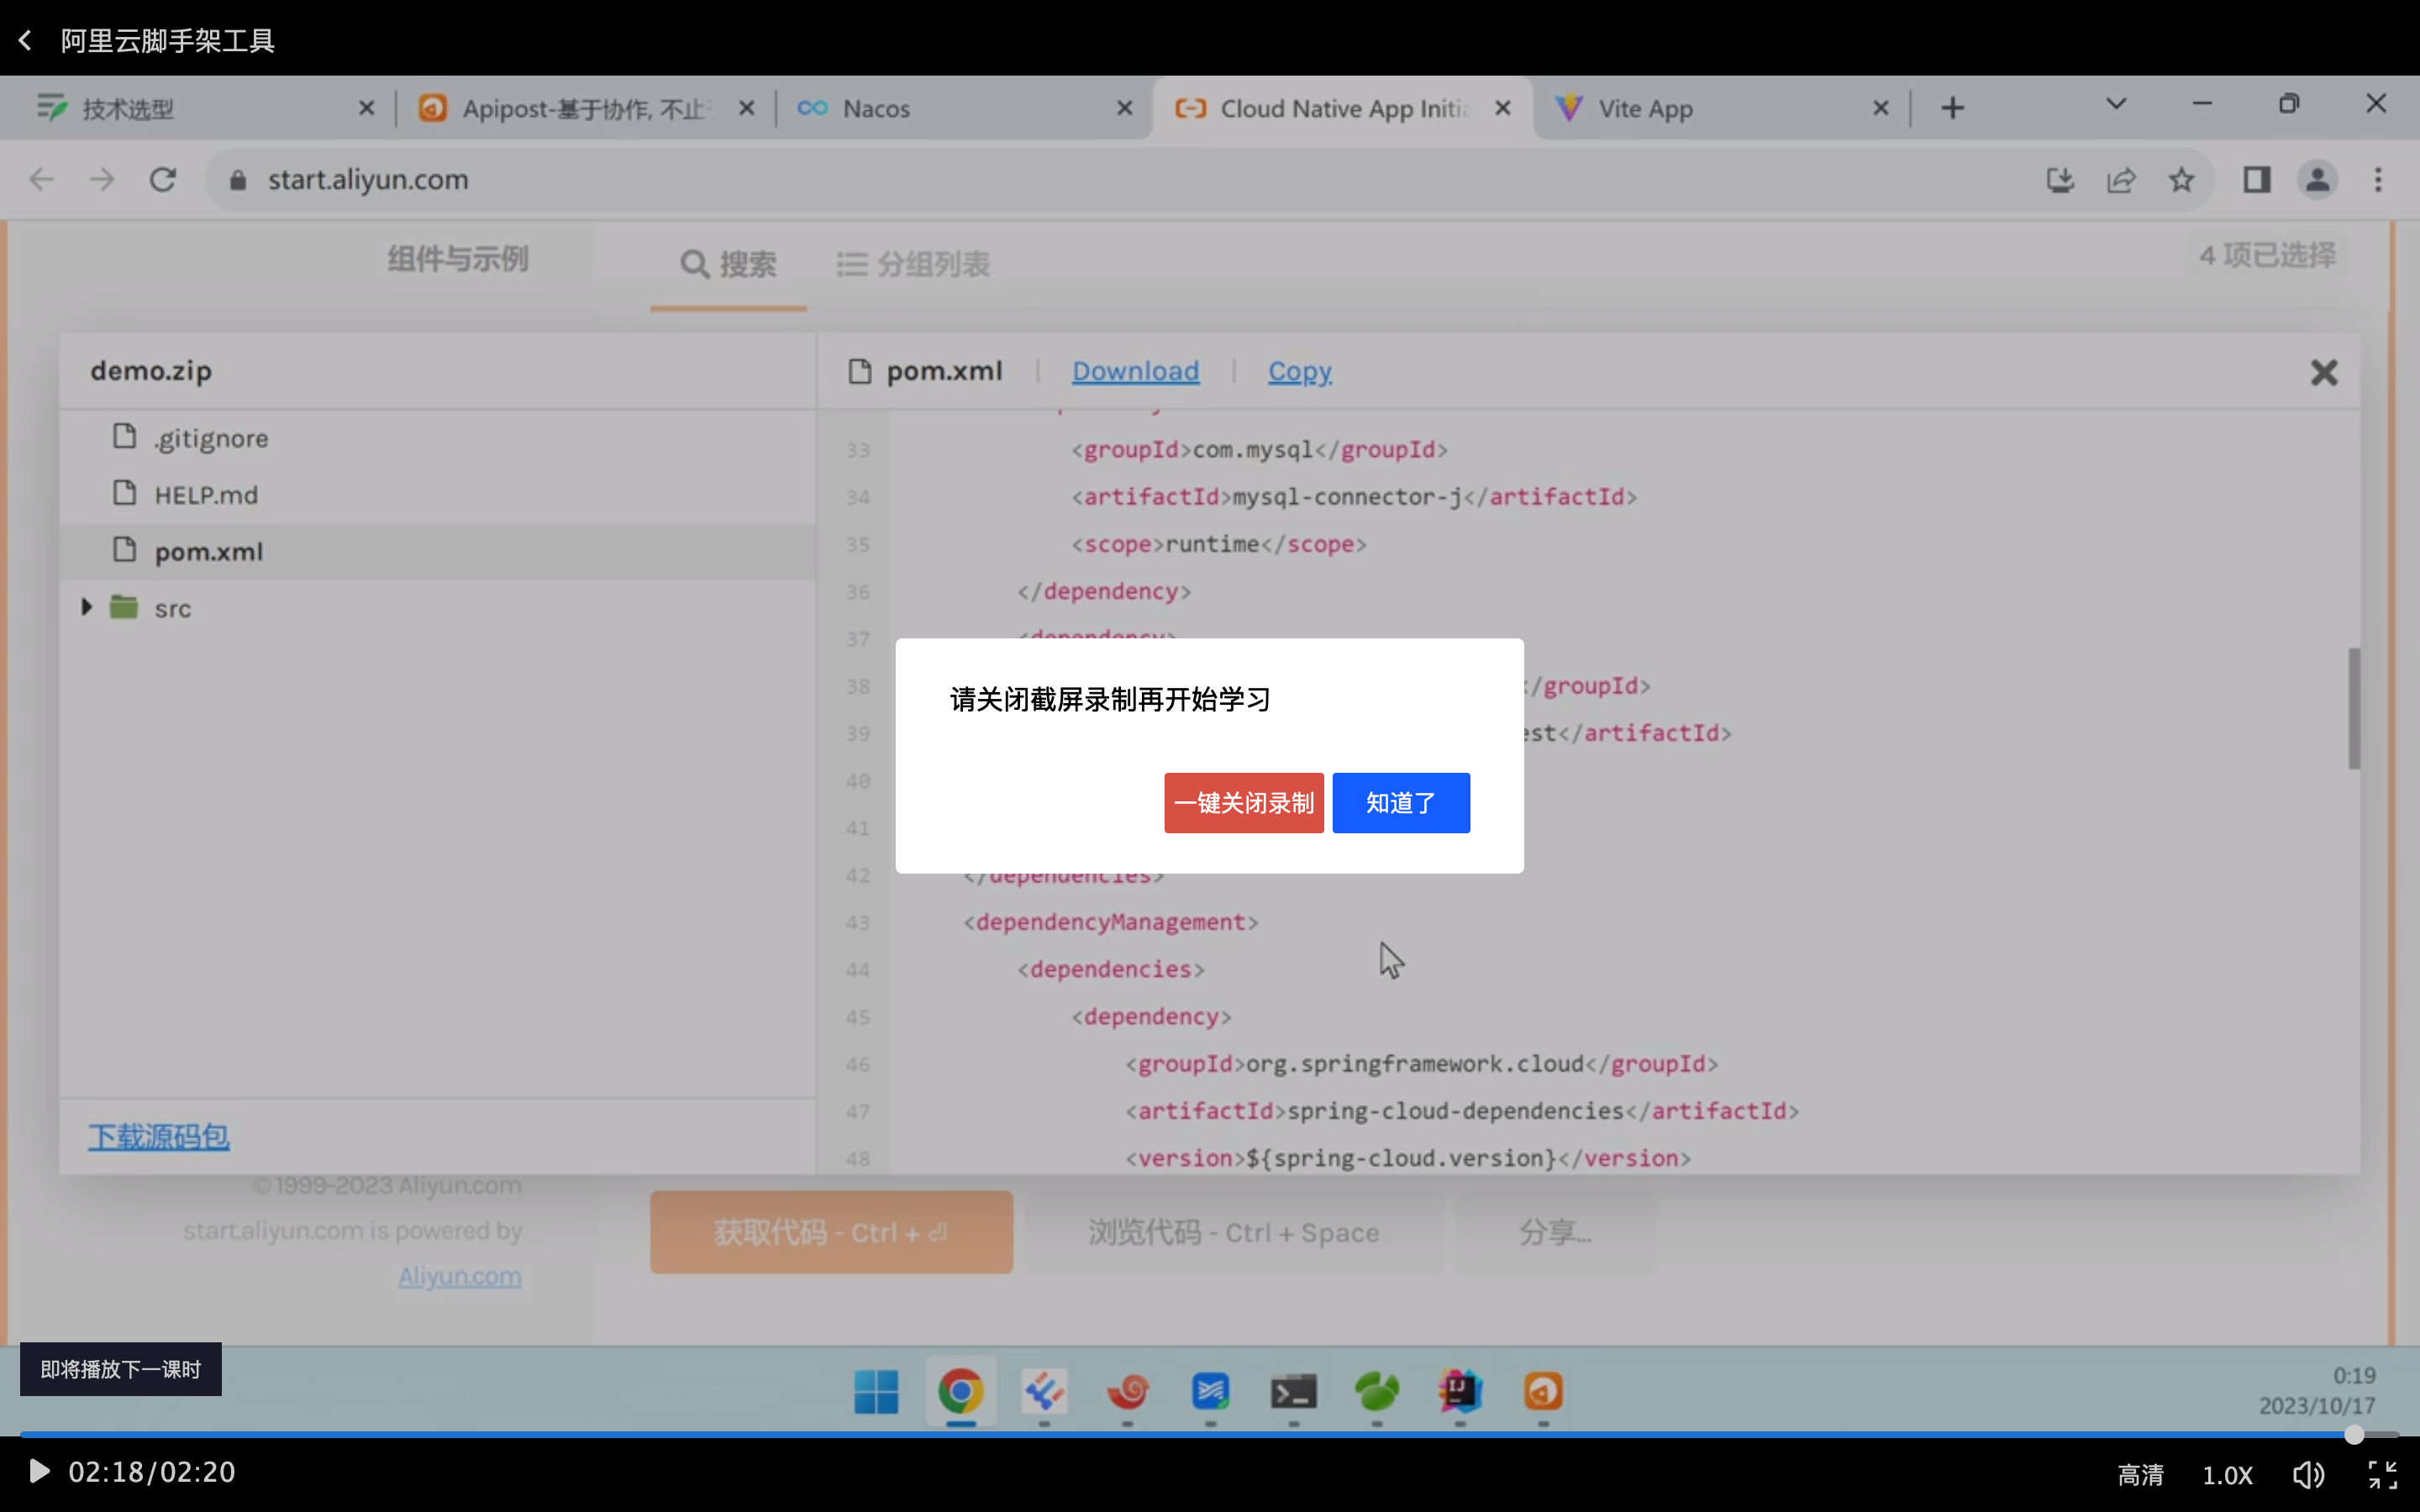 阿里云脚手架工具
技术选型
Apipost-基于协作, 不止
Nacos
Cloud Native App Initia
Vite App
start.aliyun.com
组件与示例
搜索
分组列表
4 项已选择
demo.zip
pom.xml
Download
Copy
.gitignore
HELP.md
pom.xml
src
33 <groupId>com.mysql</groupId>
34 <artifactId>mysql-connector-j</artifactId>
35 <scope>runtime</scope>
36 </dependency>
37 <dependency>
38 </groupId>
39 est</artifactId>
40
41
42 </dependencies>
43 <dependencyManagement>
44 <dependencies>
45 <dependency>
46 <groupId>org.springframework.cloud</groupId>
47 <artifactId>spring-cloud-dependencies</artifactId>
48 <version>${spring-cloud.version}</version>
请关闭截屏录制再开始学习
一键关闭录制
知道了
下载源码包
©1999-2023 Aliyun.com
start.aliyun.com is powered by
Aliyun.com
获取代码 - Ctrl + ⏎
浏览代码 - Ctrl + Space
分享...
即将播放下一课时
0:19
2023/10/17
02:18/02:20
高清
1.0X